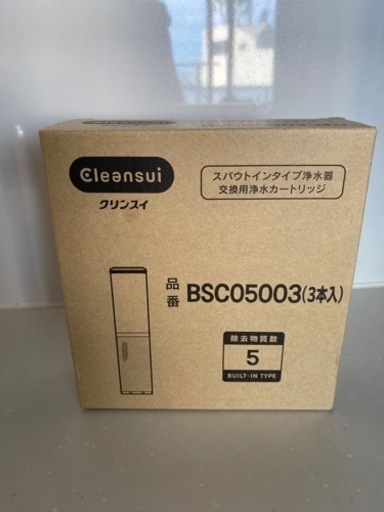 Cleansui
クリンスイ
スパウトインタイプ浄水器
交換用浄水カートリッジ
品番 BSC05003(3本入)
除去物質数
5
BUILT-IN TYPE